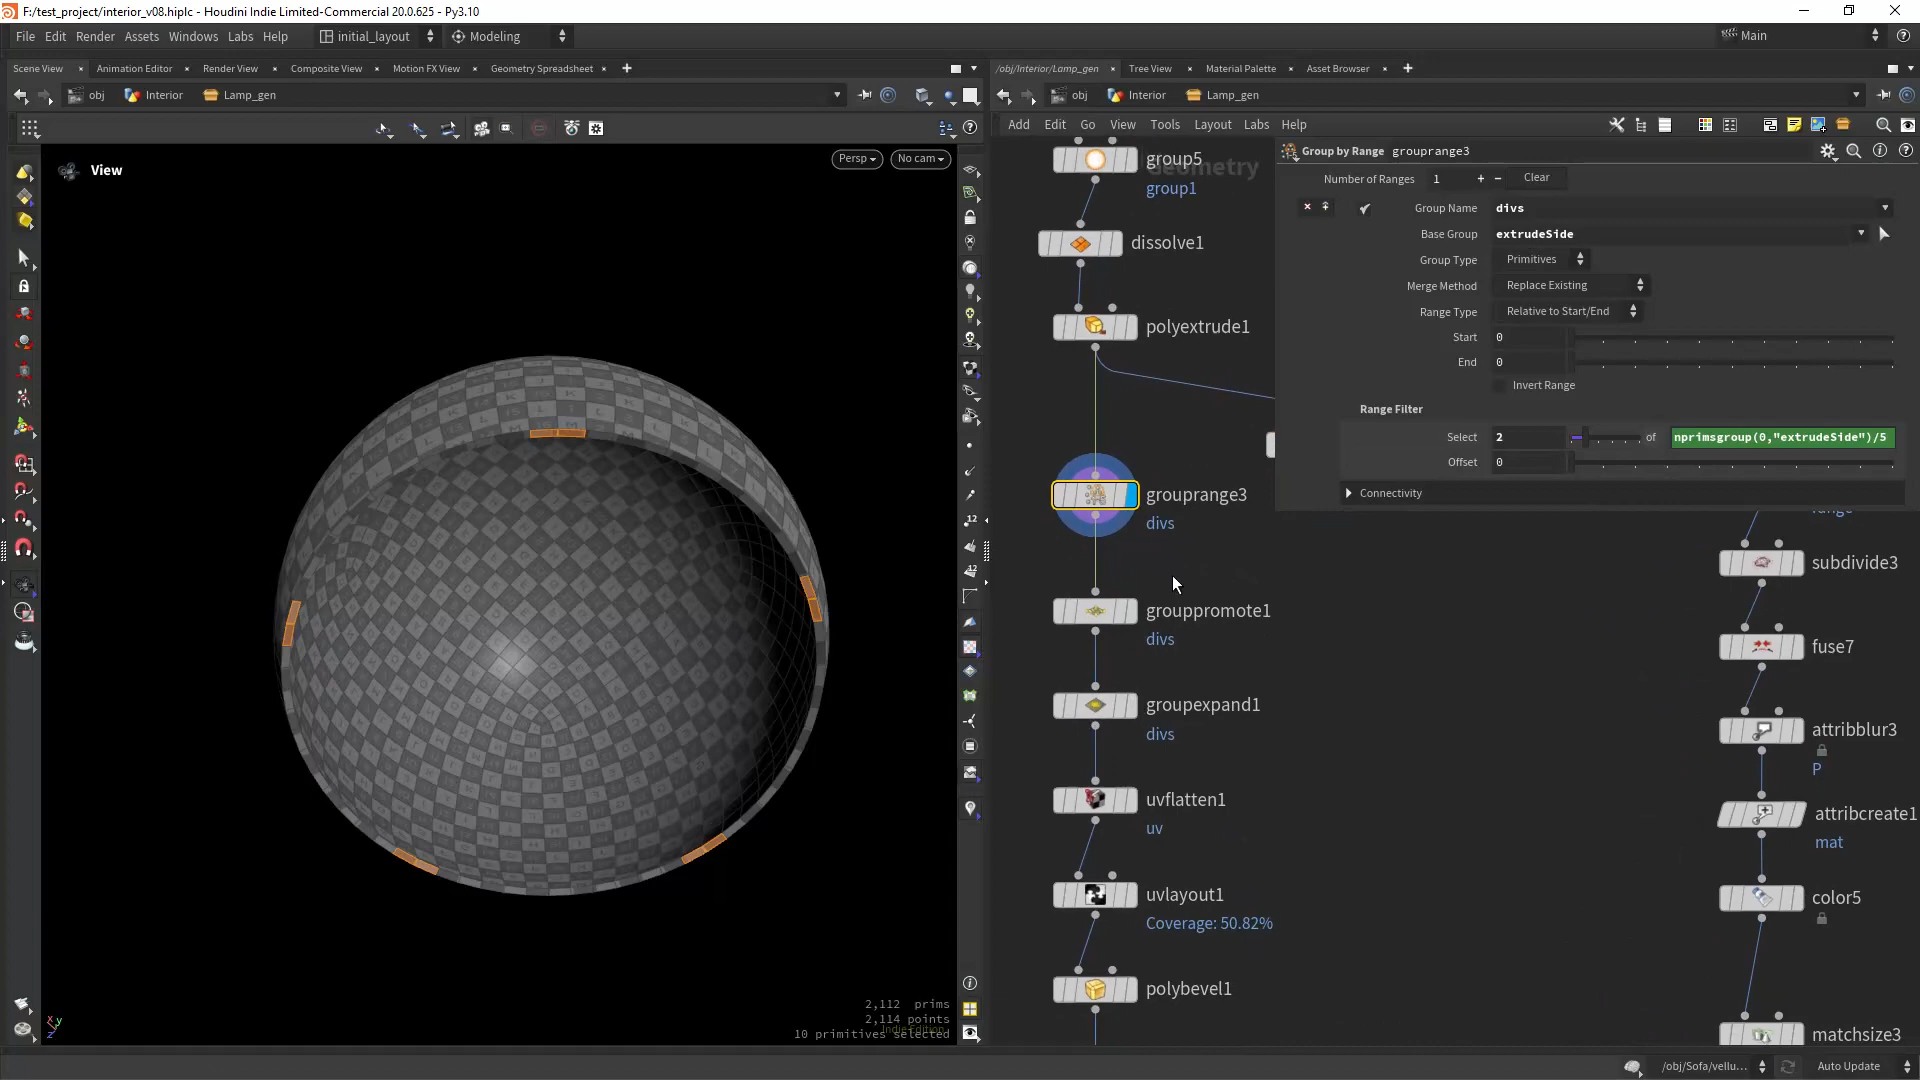 F:/test_project/interior_v08.hiplc - Houdini Indie Limited-Commercial 20.0.625 - Py3.10
File Edit Render Assets Windows Labs Help initial_layout Modeling Main
Scene View Animation Editor Render View Composite View Motion FX View Geometry Spreadsheet
/obj/Interior/Lamp_gen Tree View Material Palette Asset Browser
obj Interior Lamp_gen
obj Interior Lamp_gen
Add Edit Go View Tools Layout Labs Help
View
Persp No cam
Geometry
group5
group1
dissolve1
polyextrude1
grouprange3
divs
grouppromote1
divs
groupexpand1
divs
uvflatten1
uv
uvlayout1
Coverage: 50.82%
polybevel1
Group by Range grouprange3
Number of Ranges 1 + − Clear
Group Name divs
Base Group extrudeSide
Group Type Primitives
Merge Method Replace Existing
Range Type Relative to Start/End
Start 0
End 0
Invert Range
Range Filter
Select 2 of nprimsgroup(0,"extrudeSide")/5
Offset 0
Connectivity
range
subdivide3
fuse7
attribblur3
P
attribcreate1
mat
color5
matchsize3
12
12
x y
z
2,112 prims
2,114 points
Indie Edition
10 primitives selected
/obj/Sofa/vellu... Auto Update